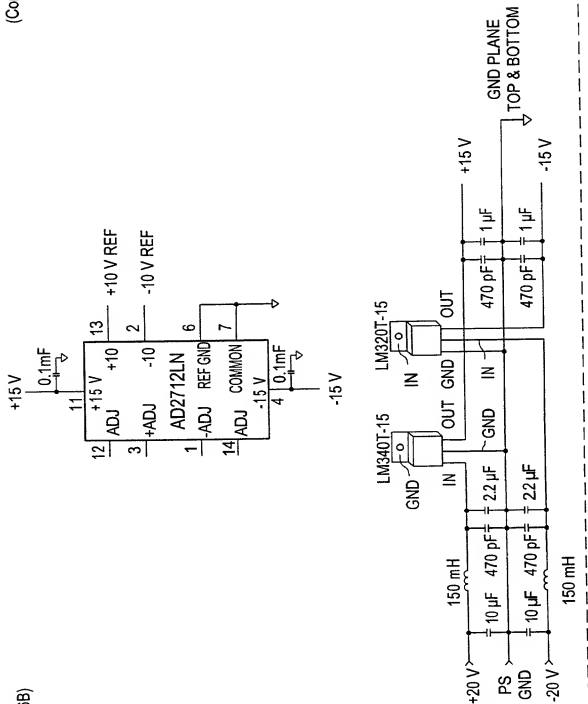 (Co
6B)
+15 V
0.1mF
11
+15 V
12
ADJ
+10
13
+10 V REF
3
+ADJ
-10
2
-10 V REF
AD2712LN
1
-ADJ
REF GND
6
14
ADJ
COMMON
7
-15 V
4
0.1mF
-15 V
LM340T-15
LM320T-15
GND
IN
OUT
OUT
IN
GND
GND
IN
GND PLANE
TOP & BOTTOM
150 mH
+20 V
+15 V
10 µF
470 pF
2.2 µF
470 pF
1 µF
PS
GND
10 µF
470 pF
2.2 µF
470 pF
1 µF
-20 V
-15 V
150 mH